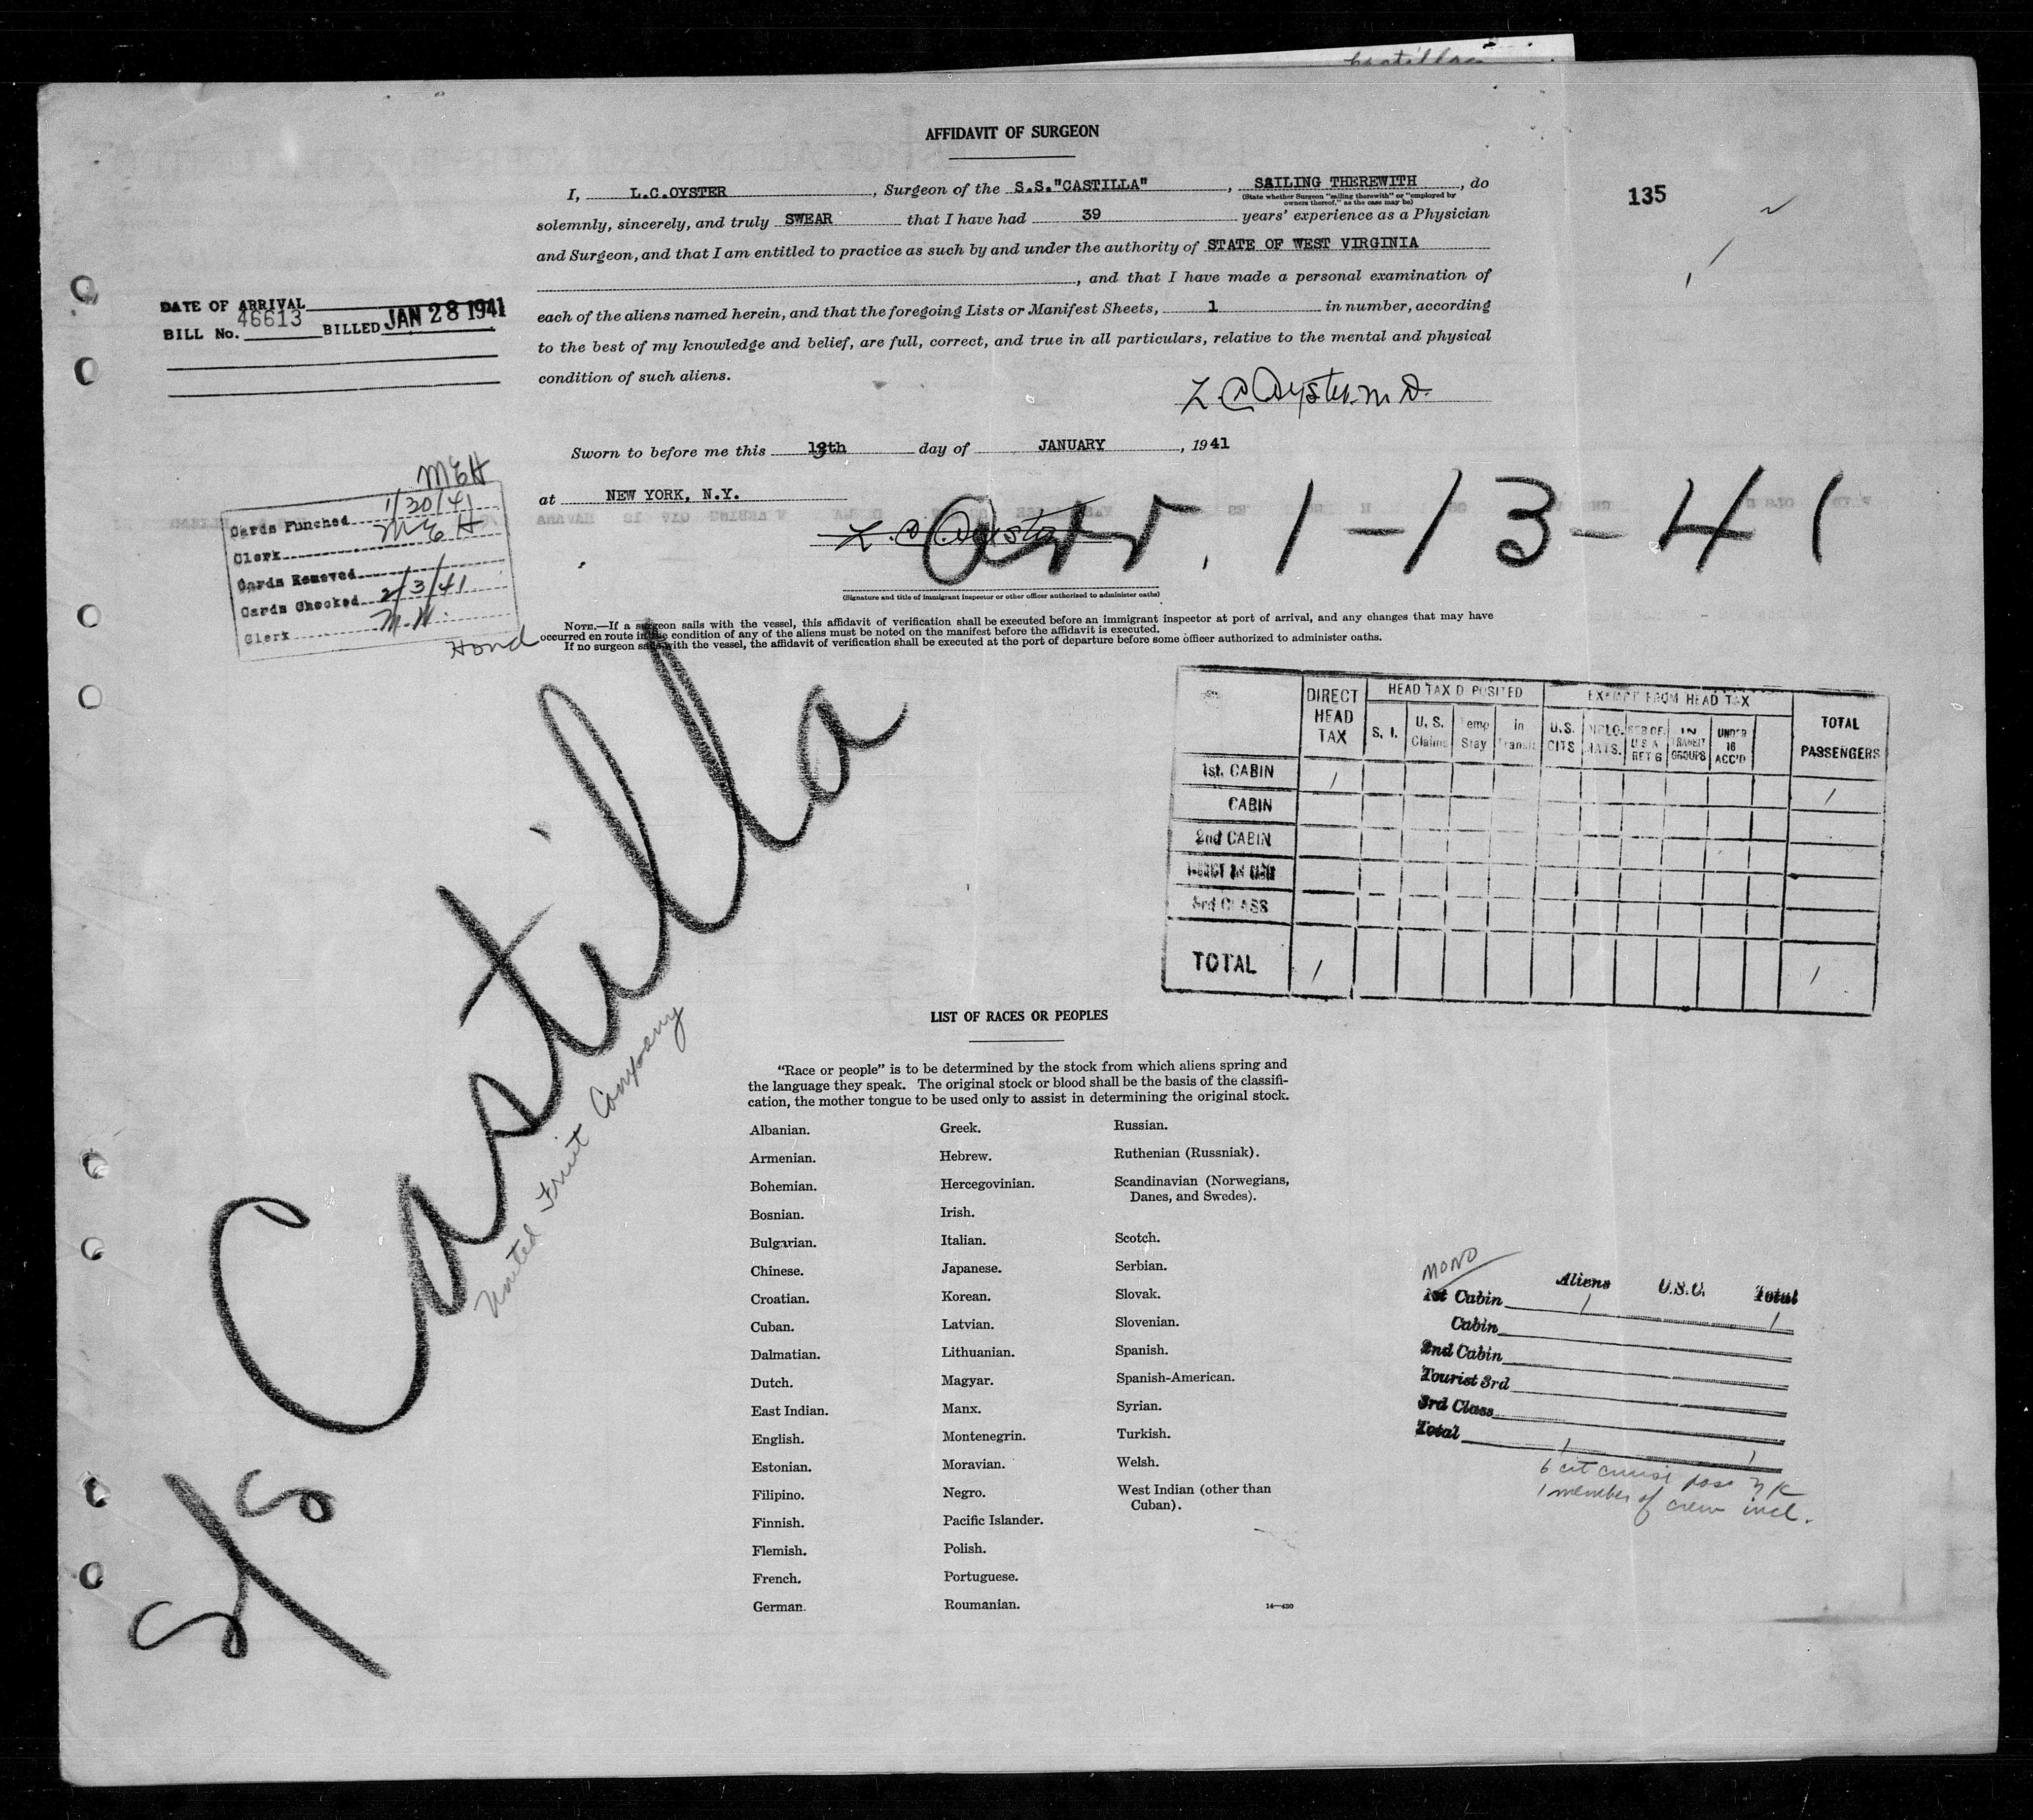 AFFIDAVIT OF SURGEON
I, L.C.OYSTER, Surgeon of the S.S."CASTILLA", SAILING THEREWITH, do
(State whether Surgeon "sailing therewith" or "employed by
owners thereof," as the case may be)
135
solemnly, sincerely, and truly SWEAR that I have had 39 years' experience as a Physician
and Surgeon, and that I am entitled to practice as such by and under the authority of STATE OF WEST VIRGINIA
, and that I have made a personal examination of
each of the aliens named herein, and that the foregoing Lists or Manifest Sheets, 1 in number, according
to the best of my knowledge and belief, are full, correct, and true in all particulars, relative to the mental and physical
condition of such aliens.
DATE OF ARRIVAL
BILL No. 46613 BILLED JAN 28 1941
L C Oyster. M D.
Sworn to before me this 13th day of JANUARY, 1941
at NEW YORK, N.Y.
L. C. Oyster
arr. 1-13-41
(Signature and title of immigrant inspector or other officer authorized to administer oaths)
MEH
Cards Punched 1/30/41
Clerk MEH
Cards Removed
Cards Checked 2/3/41
Clerk M.H.
Hond
NOTE.—If a surgeon sails with the vessel, this affidavit of verification shall be executed before an immigrant inspector at port of arrival, and any changes that may have
occurred en route in the condition of any of the aliens must be noted on the manifest before the affidavit is executed.
If no surgeon sails with the vessel, the affidavit of verification shall be executed at the port of departure before some officer authorized to administer oaths.
S/S Castilla
United Fruit Company
DIRECT HEAD TAX
HEAD TAX D POSITED
EXEMPT FROM HEAD TAX
TOTAL PASSENGERS
S. I.
U. S. Claims
Temp Stay
In Transit
U.S. CITS
DIPLO. MATS.
U S A RET G
IN TRANSIT GROUPS
UNDER 16 ACC'D
1st. CABIN 1 1
CABIN
2nd CABIN
3rd CLASS
TOTAL 1 1
LIST OF RACES OR PEOPLES
"Race or people" is to be determined by the stock from which aliens spring and
the language they speak. The original stock or blood shall be the basis of the classifi-
cation, the mother tongue to be used only to assist in determining the original stock.
Albanian.
Armenian.
Bohemian.
Bosnian.
Bulgarian.
Chinese.
Croatian.
Cuban.
Dalmatian.
Dutch.
East Indian.
English.
Estonian.
Filipino.
Finnish.
Flemish.
French.
German.
Greek.
Hebrew.
Hercegovinian.
Irish.
Italian.
Japanese.
Korean.
Latvian.
Lithuanian.
Magyar.
Manx.
Montenegrin.
Moravian.
Negro.
Pacific Islander.
Polish.
Portuguese.
Roumanian.
Russian.
Ruthenian (Russniak).
Scandinavian (Norwegians,
Danes, and Swedes).
Scotch.
Serbian.
Slovak.
Slovenian.
Spanish.
Spanish-American.
Syrian.
Turkish.
Welsh.
West Indian (other than
Cuban).
14—430
MONO
Aliens U.S.C. Total
1st Cabin 1 1
Cabin
2nd Cabin
Tourist 3rd
3rd Class
Total 1 1
6 cit cruise pass
1 member of crew incl.